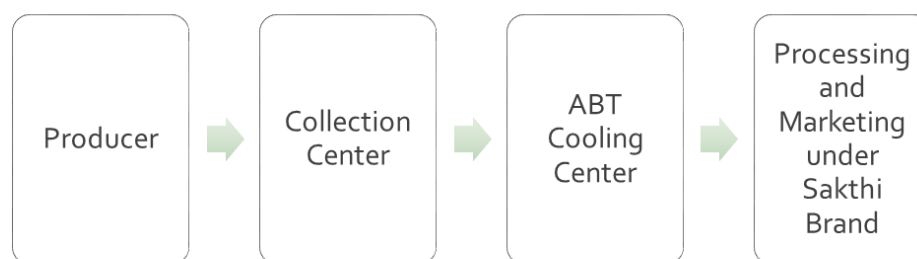 Producer
Collection
Center
ABT
Cooling
Center
Processing
and
Marketing
under
Sakthi
Brand